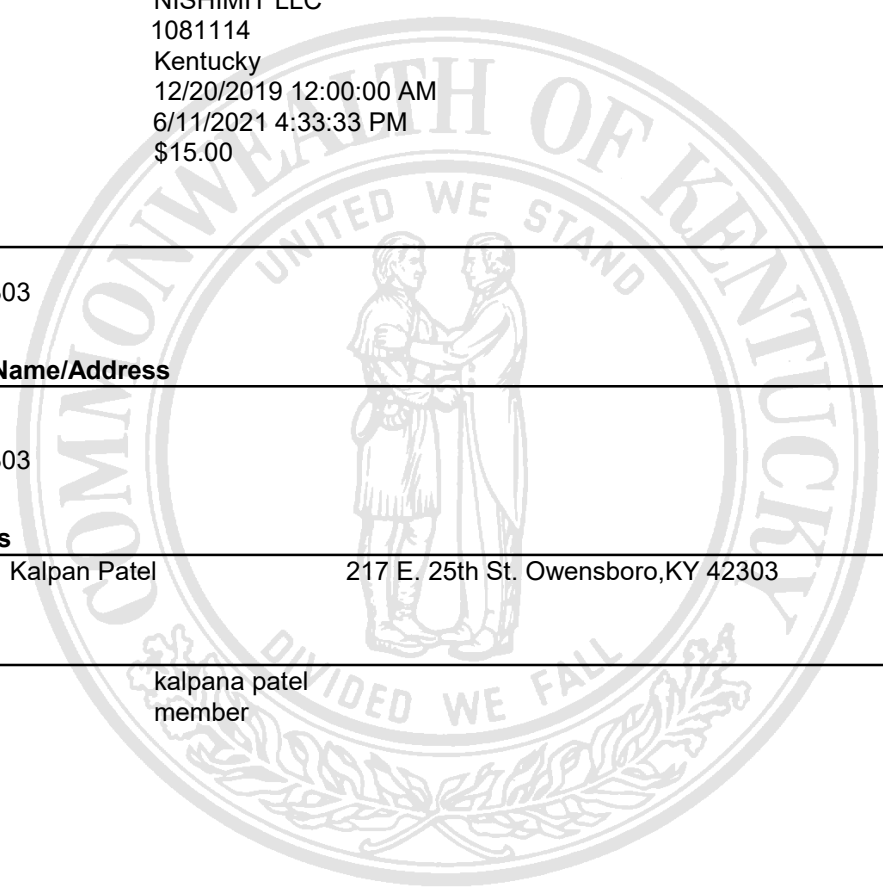 NISHIMIT LLC
1081114
Kentucky
12/20/2019 12:00:00 AM
6/11/2021 4:33:33 PM
$15.00
COMMONWEALTH OF KENTUCKY
UNITED WE STAND
03
Name/Address
03
s
Kalpan Patel 217 E. 25th St. Owensboro,KY 42303
DIVIDED WE FALL
kalpana patel
member